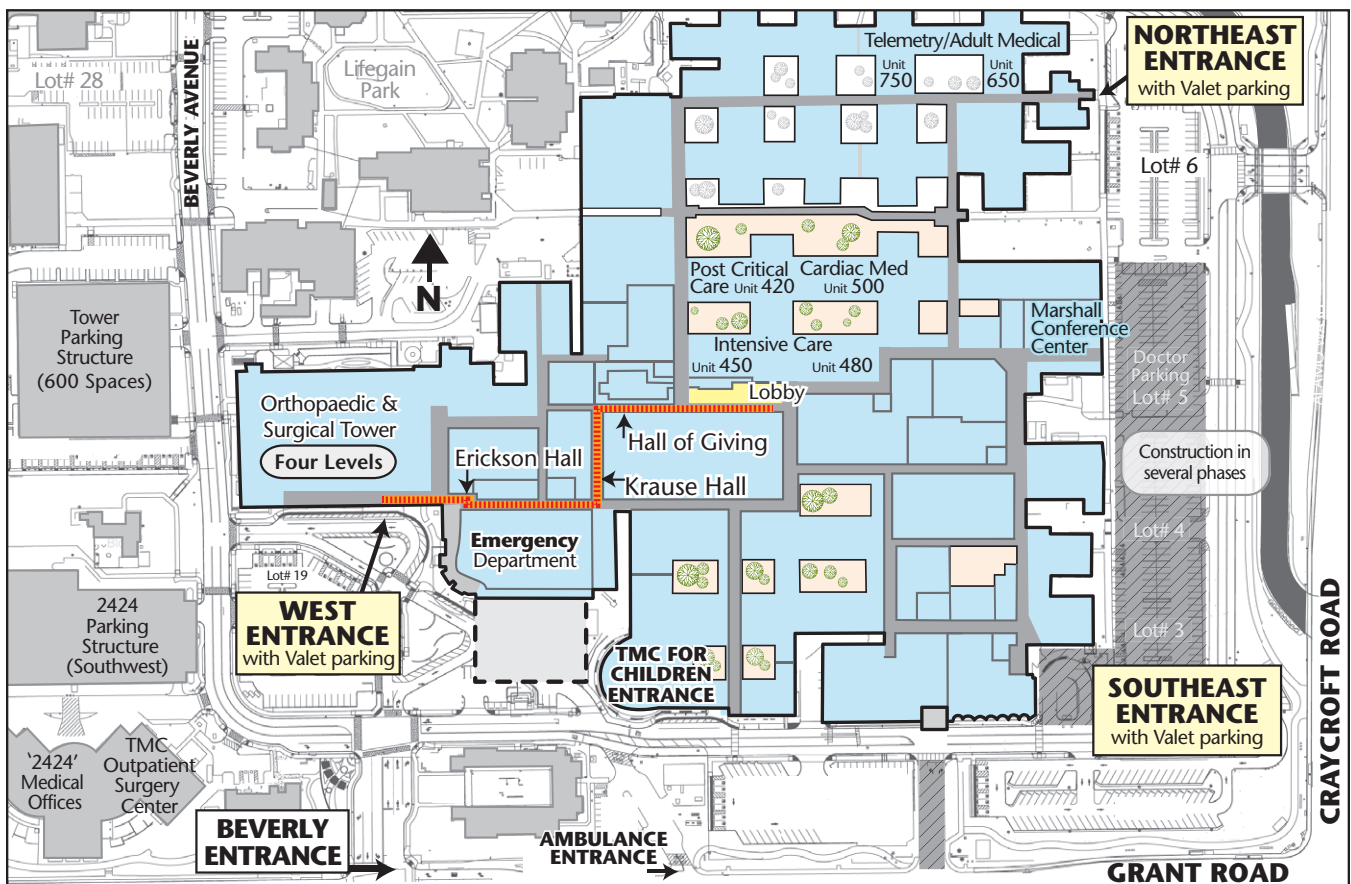 NORTHEAST
ENTRANCE
with Valet parking
Telemetry/Adult Medical
Unit
750
Unit
650
Lot# 28
BEVERLY AVENUE
Lifegain
Park
Lot# 6
N
Post Critical
Care Unit 420
Cardiac Med
Unit 500
Intensive Care
Unit 450
Unit 480
Marshall
Conference
Center
Tower
Parking
Structure
(600 Spaces)
Doctor
Parking
Lot# 5
Lobby
Orthopaedic &
Surgical Tower
Four Levels
Erickson Hall
Hall of Giving
Krause Hall
Construction in
several phases
Lot# 4
Emergency
Department
Lot# 19
WEST
ENTRANCE
with Valet parking
2424
Parking
Structure
(Southwest)
Lot# 3
TMC FOR
CHILDREN
ENTRANCE
SOUTHEAST
ENTRANCE
with Valet parking
CRAYCROFT ROAD
'2424'
Medical
Offices
TMC
Outpatient
Surgery
Center
BEVERLY
ENTRANCE
AMBULANCE
ENTRANCE
GRANT ROAD